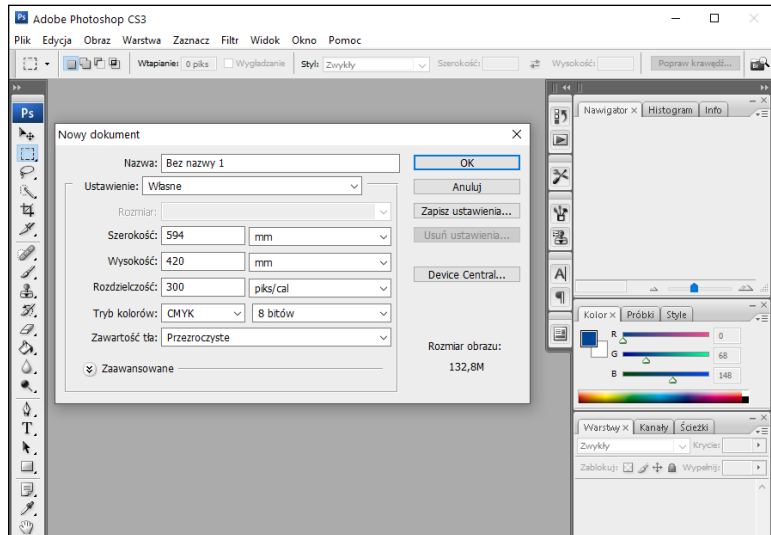 Ps Adobe Photoshop CS3
Plik Edycja Obraz Warstwa Zaznacz Filtr Widok Okno Pomoc
Wtapianie: 0 piks Wygładzanie Styl: Zwykły Szerokość: Wysokość: Popraw krawędź...
Ps
Nawigator × Histogram Info
Nowy dokument
Nazwa: Bez nazwy 1
OK
Ustawienie: Własne
Anuluj
Rozmiar:
Zapisz ustawienia...
Szerokość: 594 mm
Usuń ustawienia...
Wysokość: 420 mm
Rozdzielczość: 300 piks/cal
Device Central...
Tryb kolorów: CMYK 8 bitów
Zawartość tła: Przezroczyste
Rozmiar obrazu:
132,8M
Zaawansowane
Kolor × Próbki Style
R 0
G 68
B 148
Warstwy × Kanały Ścieżki
Zwykły Krycie:
Zablokuj: Wypełnij: